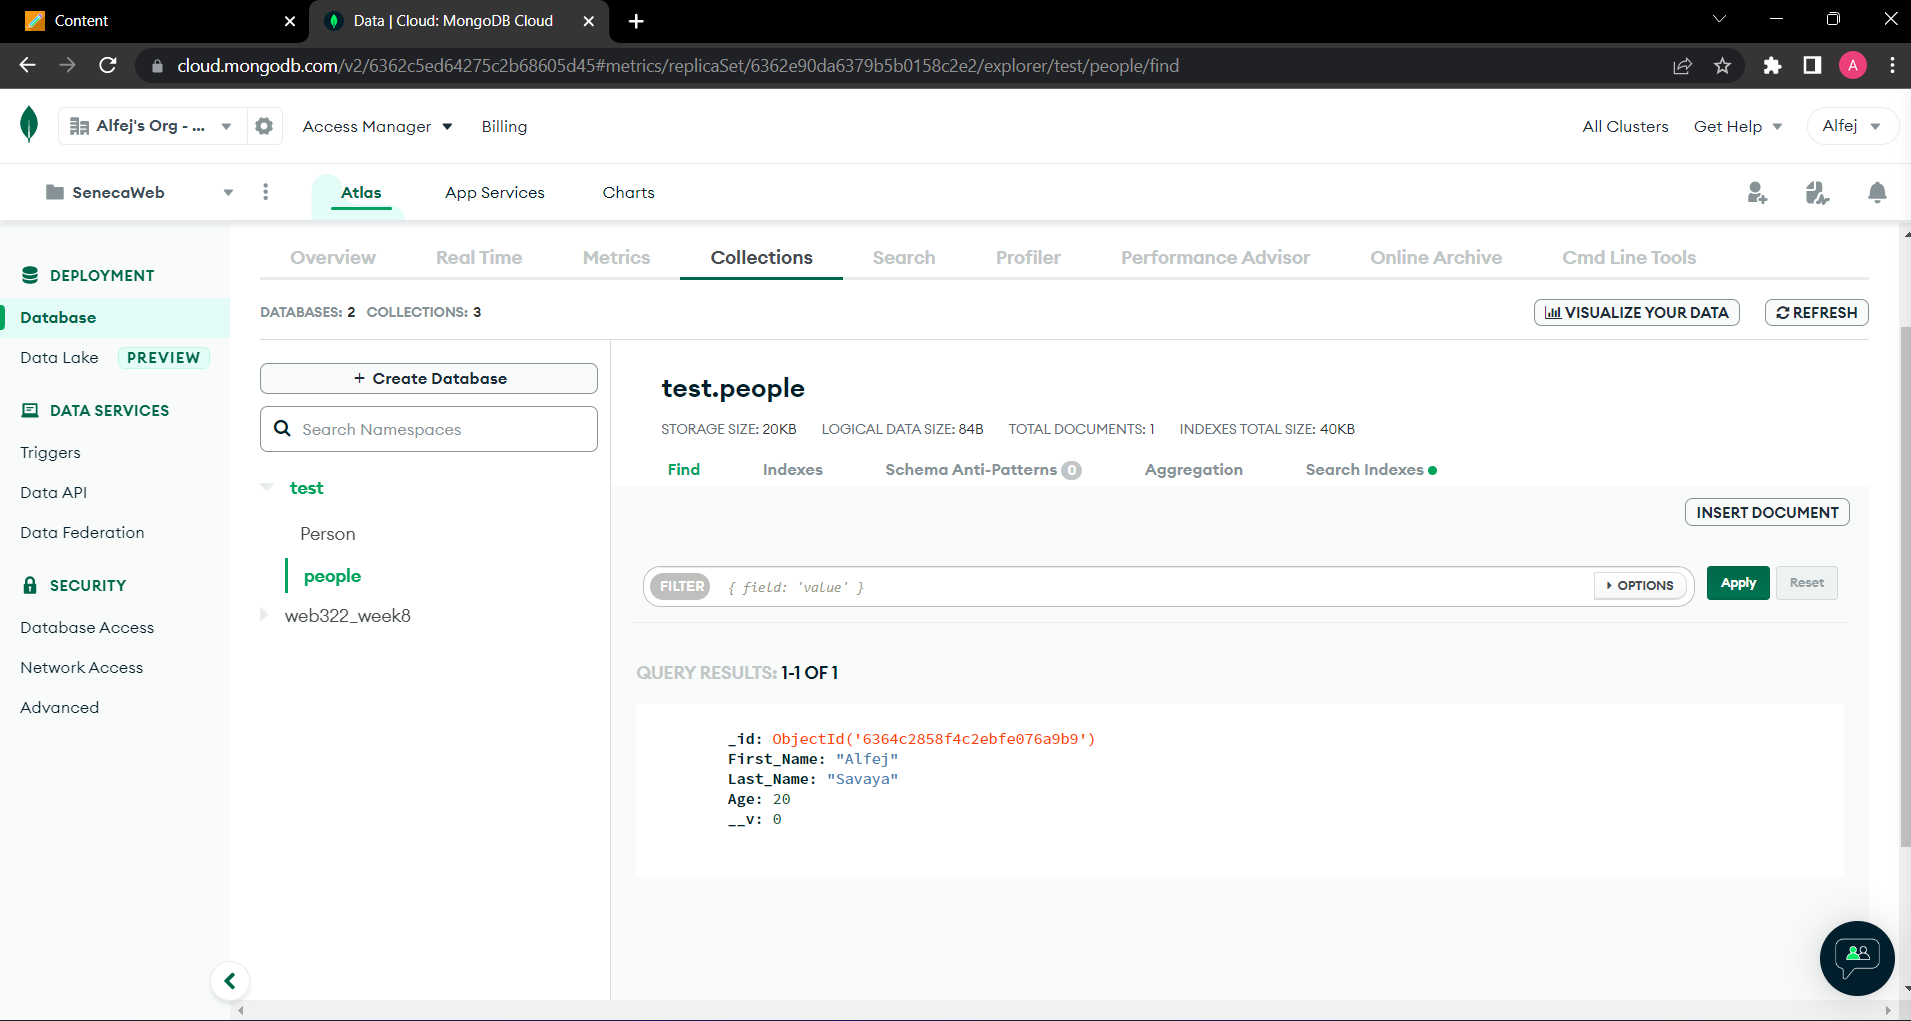 Content
Data | Cloud: MongoDB Cloud
cloud.mongodb.com/v2/6362c5ed64275c2b68605d45#metrics/replicaSet/6362e90da6379b5b0158c2e2/explorer/test/people/find
A
Alfej's Org - ...
Access Manager
Billing
All Clusters
Get Help
Alfej
SenecaWeb
Atlas
App Services
Charts
DEPLOYMENT
Database
Data Lake PREVIEW
DATA SERVICES
Triggers
Data API
Data Federation
SECURITY
Database Access
Network Access
Advanced
Overview
Real Time
Metrics
Collections
Search
Profiler
Performance Advisor
Online Archive
Cmd Line Tools
DATABASES: 2 COLLECTIONS: 3
VISUALIZE YOUR DATA
REFRESH
+ Create Database
Search Namespaces
test
Person
people
web322_week8
test.people
STORAGE SIZE: 20KB LOGICAL DATA SIZE: 84B TOTAL DOCUMENTS: 1 INDEXES TOTAL SIZE: 40KB
Find
Indexes
Schema Anti-Patterns 0
Aggregation
Search Indexes
INSERT DOCUMENT
FILTER { field: 'value' }
OPTIONS
Apply
Reset
QUERY RESULTS: 1-1 OF 1
_id: ObjectId('6364c2858f4c2ebfe076a9b9')
First_Name: "Alfej"
Last_Name: "Savaya"
Age: 20
__v: 0